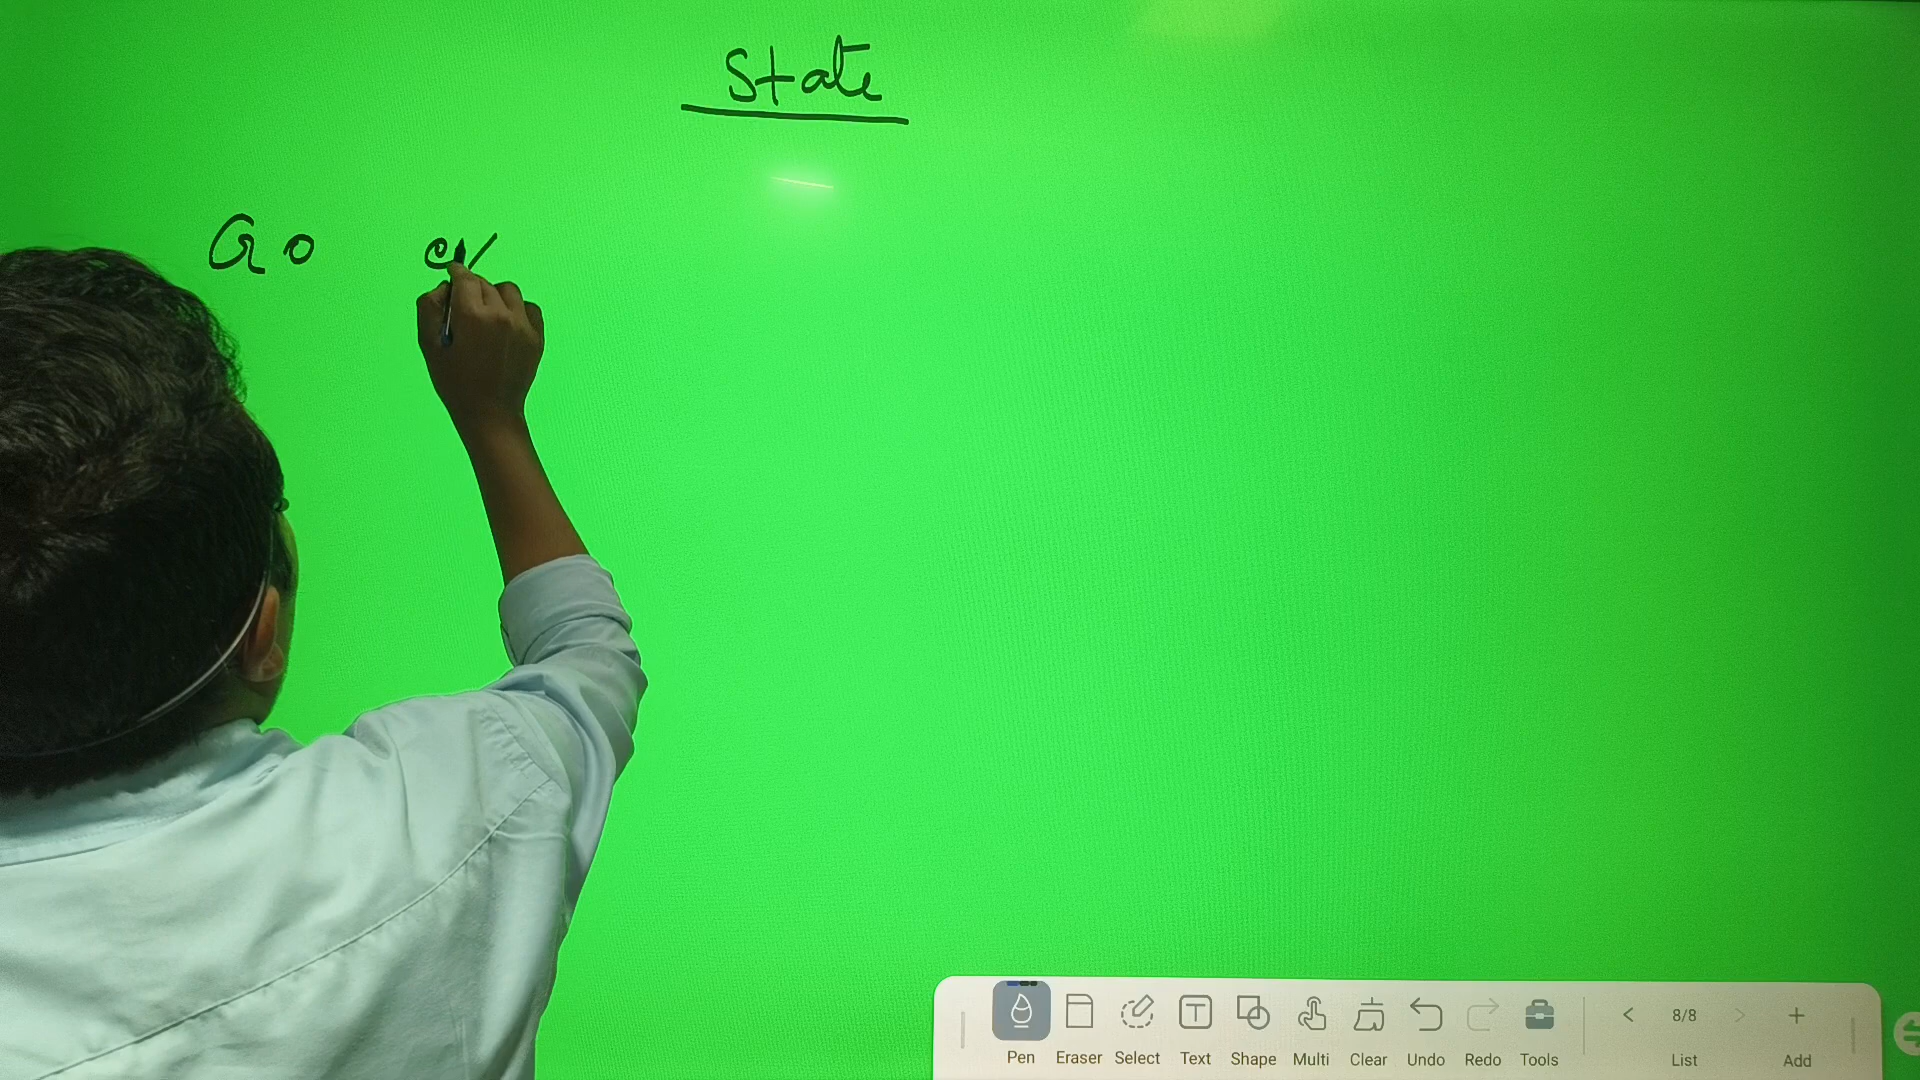 State
Go
Pen Eraser Select Text Shape Multi Clear Undo Redo Tools < 8/8 > List + Add